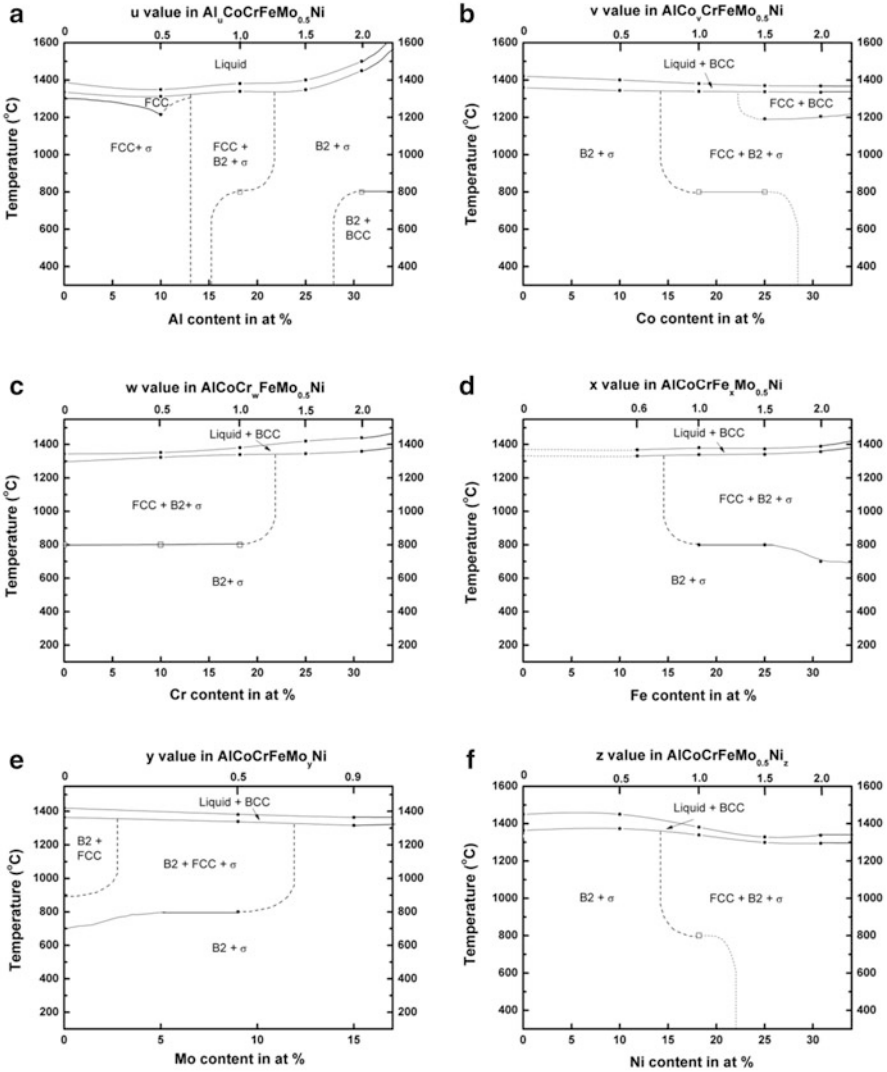 a
u value in AluCoCrFeMo0.5Ni
0 0.5 1.0 1.5 2.0
1600 1600
1400 1400
1200 1200
1000 1000
800 800
600 600
400 400
Temperature (°C)
Liquid
FCC
FCC+ σ
FCC +
B2 + σ
B2 + σ
B2 +
BCC
0 5 10 15 20 25 30
Al content in at %
b
v value in AlCovCrFeMo0.5Ni
0 0.5 1.0 1.5 2.0
1600 1600
1400 1400
1200 1200
1000 1000
800 800
600 600
400 400
Temperature (°C)
Liquid + BCC
FCC + BCC
B2 + σ
FCC + B2 + σ
0 5 10 15 20 25 30
Co content in at %
c
w value in AlCoCrwFeMo0.5Ni
0 0.5 1.0 1.5 2.0
1400 1400
1200 1200
1000 1000
800 800
600 600
400 400
200 200
Temperature (°C)
Liquid + BCC
FCC + B2+ σ
B2+ σ
0 5 10 15 20 25 30
Cr content in at %
d
x value in AlCoCrFexMo0.5Ni
0 0.6 1.0 1.5 2.0
1400 1400
1200 1200
1000 1000
800 800
600 600
400 400
200 200
Temperature (°C)
Liquid + BCC
FCC + B2 + σ
B2 + σ
0 5 10 15 20 25 30
Fe content in at %
e
y value in AlCoCrFeMoyNi
0 0.5 0.9
1400 1400
1200 1200
1000 1000
800 800
600 600
400 400
200 200
Temperature (°C)
Liquid + BCC
B2 +
FCC
B2 + FCC + σ
B2 + σ
0 5 10 15
Mo content in at %
f
z value in AlCoCrFeMo0.5Niz
0 0.5 1.0 1.5 2.0
1600 1600
1400 1400
1200 1200
1000 1000
800 800
600 600
400 400
Temperature (°C)
Liquid + BCC
B2 + σ
FCC + B2 + σ
0 5 10 15 20 25 30
Ni content in at %